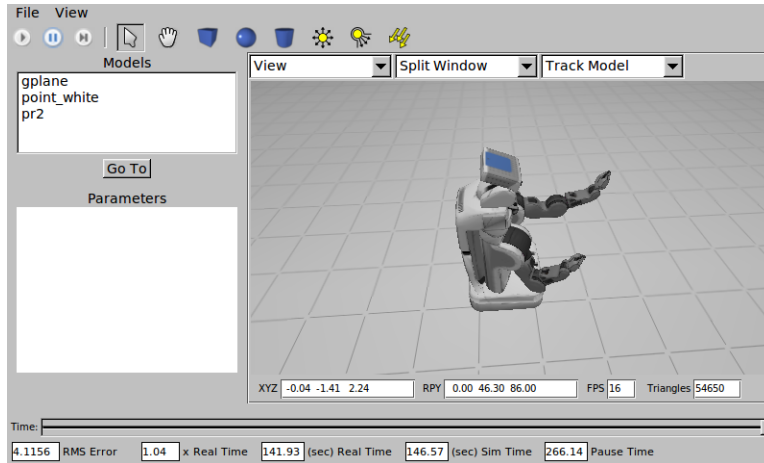 File View
Models
View Split Window Track Model
gplane
point_white
pr2
Go To
Parameters
XYZ -0.04 -1.41 2.24 RPY 0.00 46.30 86.00 FPS 16 Triangles 54650
Time:
4.1156 RMS Error 1.04 x Real Time 141.93 (sec) Real Time 146.57 (sec) Sim Time 266.14 Pause Time